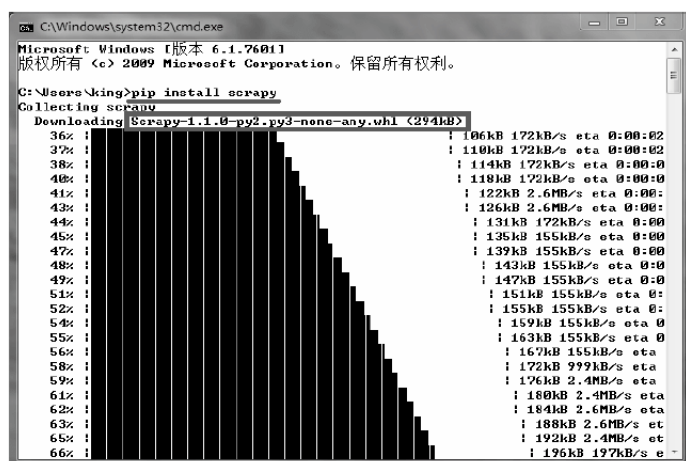 C:\Windows\system32\cmd.exe
Microsoft Windows [版本 6.1.7601]
版权所有 <c> 2009 Microsoft Corporation。保留所有权利。
C:\Users\king>pip install scrapy
Collecting scrapy
Downloading Scrapy-1.1.0-py2.py3-none-any.whl (294kB)
36% | | 106kB 172kB/s eta 0:00:02
37% | | 110kB 172kB/s eta 0:00:02
38% | | 114kB 172kB/s eta 0:00:0
40% | | 118kB 172kB/s eta 0:00:0
41% | | 122kB 2.6MB/s eta 0:00:
43% | | 126kB 2.6MB/s eta 0:00:
44% | | 131kB 172kB/s eta 0:00
45% | | 135kB 155kB/s eta 0:00
47% | | 139kB 155kB/s eta 0:00
48% | | 143kB 155kB/s eta 0:0
49% | | 147kB 155kB/s eta 0:0
51% | | 151kB 155kB/s eta 0:
52% | | 155kB 155kB/s eta 0:
54% | | 159kB 155kB/s eta 0
55% | | 163kB 155kB/s eta 0
56% | | 167kB 155kB/s eta
58% | | 172kB 999kB/s eta
59% | | 176kB 2.4MB/s eta
61% | | 180kB 2.4MB/s eta
62% | | 184kB 2.6MB/s eta
63% | | 188kB 2.6MB/s et
65% | | 192kB 2.4MB/s et
66% | | 196kB 197kB/s e